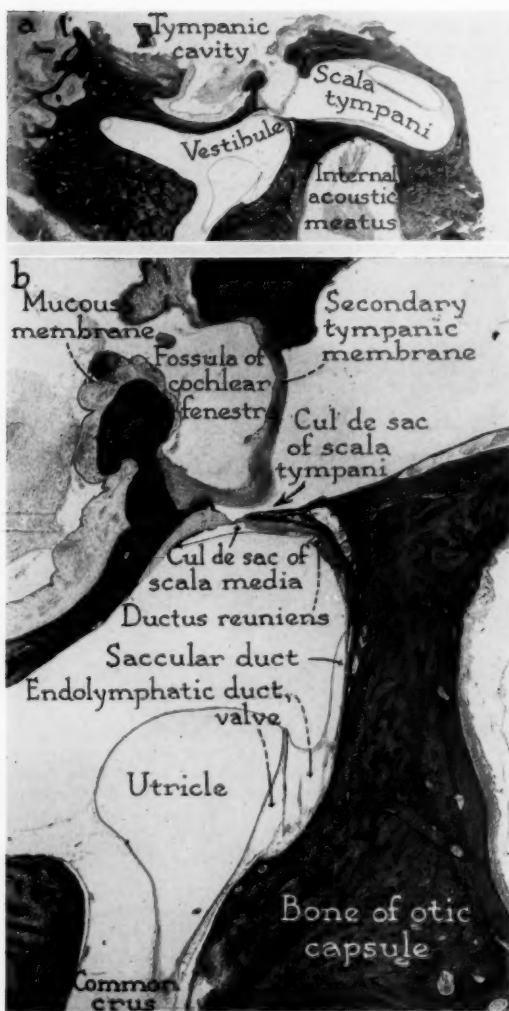 a
Tympanic
cavity
Scala
tympani
Vestibule
Internal
acoustic
meatus
b
Mucous
membrane
Secondary
tympanic
membrane
Fossula of
cochlear
fenestra
Cul de sac
of scala
tympani
Cul de sac of
scala media
Ductus reuniens
Saccular duct
Endolymphatic duct,
valve
Utricle
Bone of otic
capsule
Common
crus